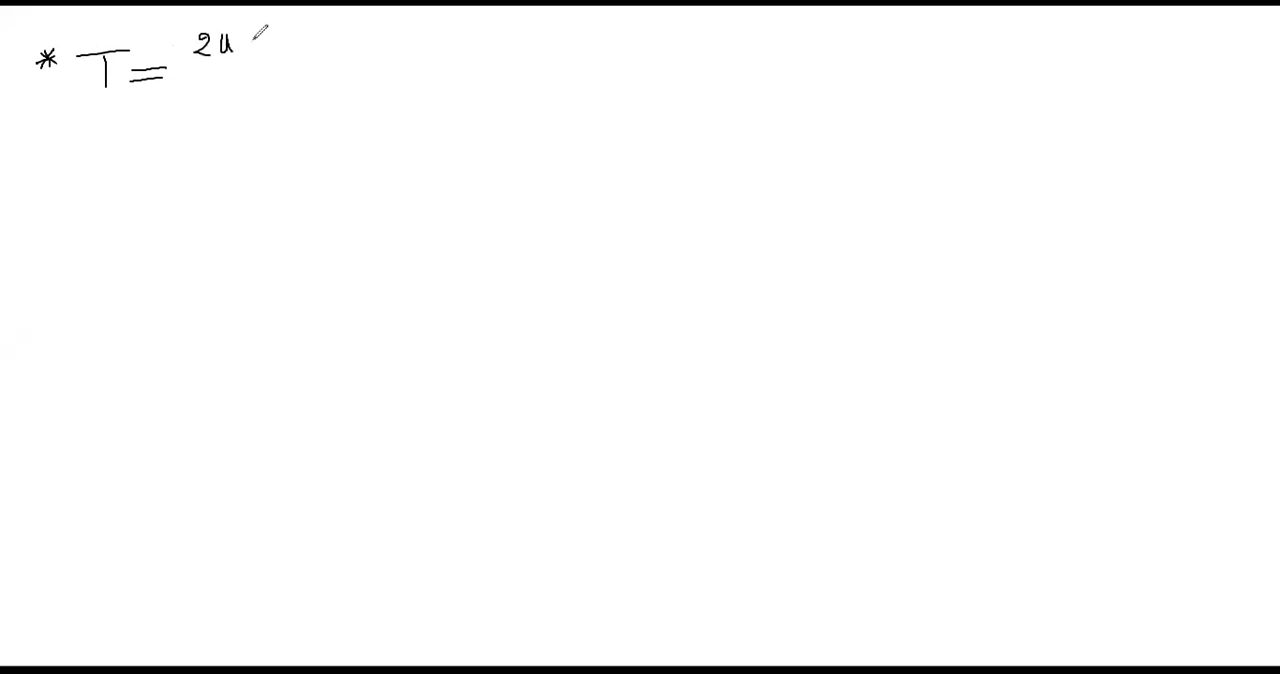 * T = 2u